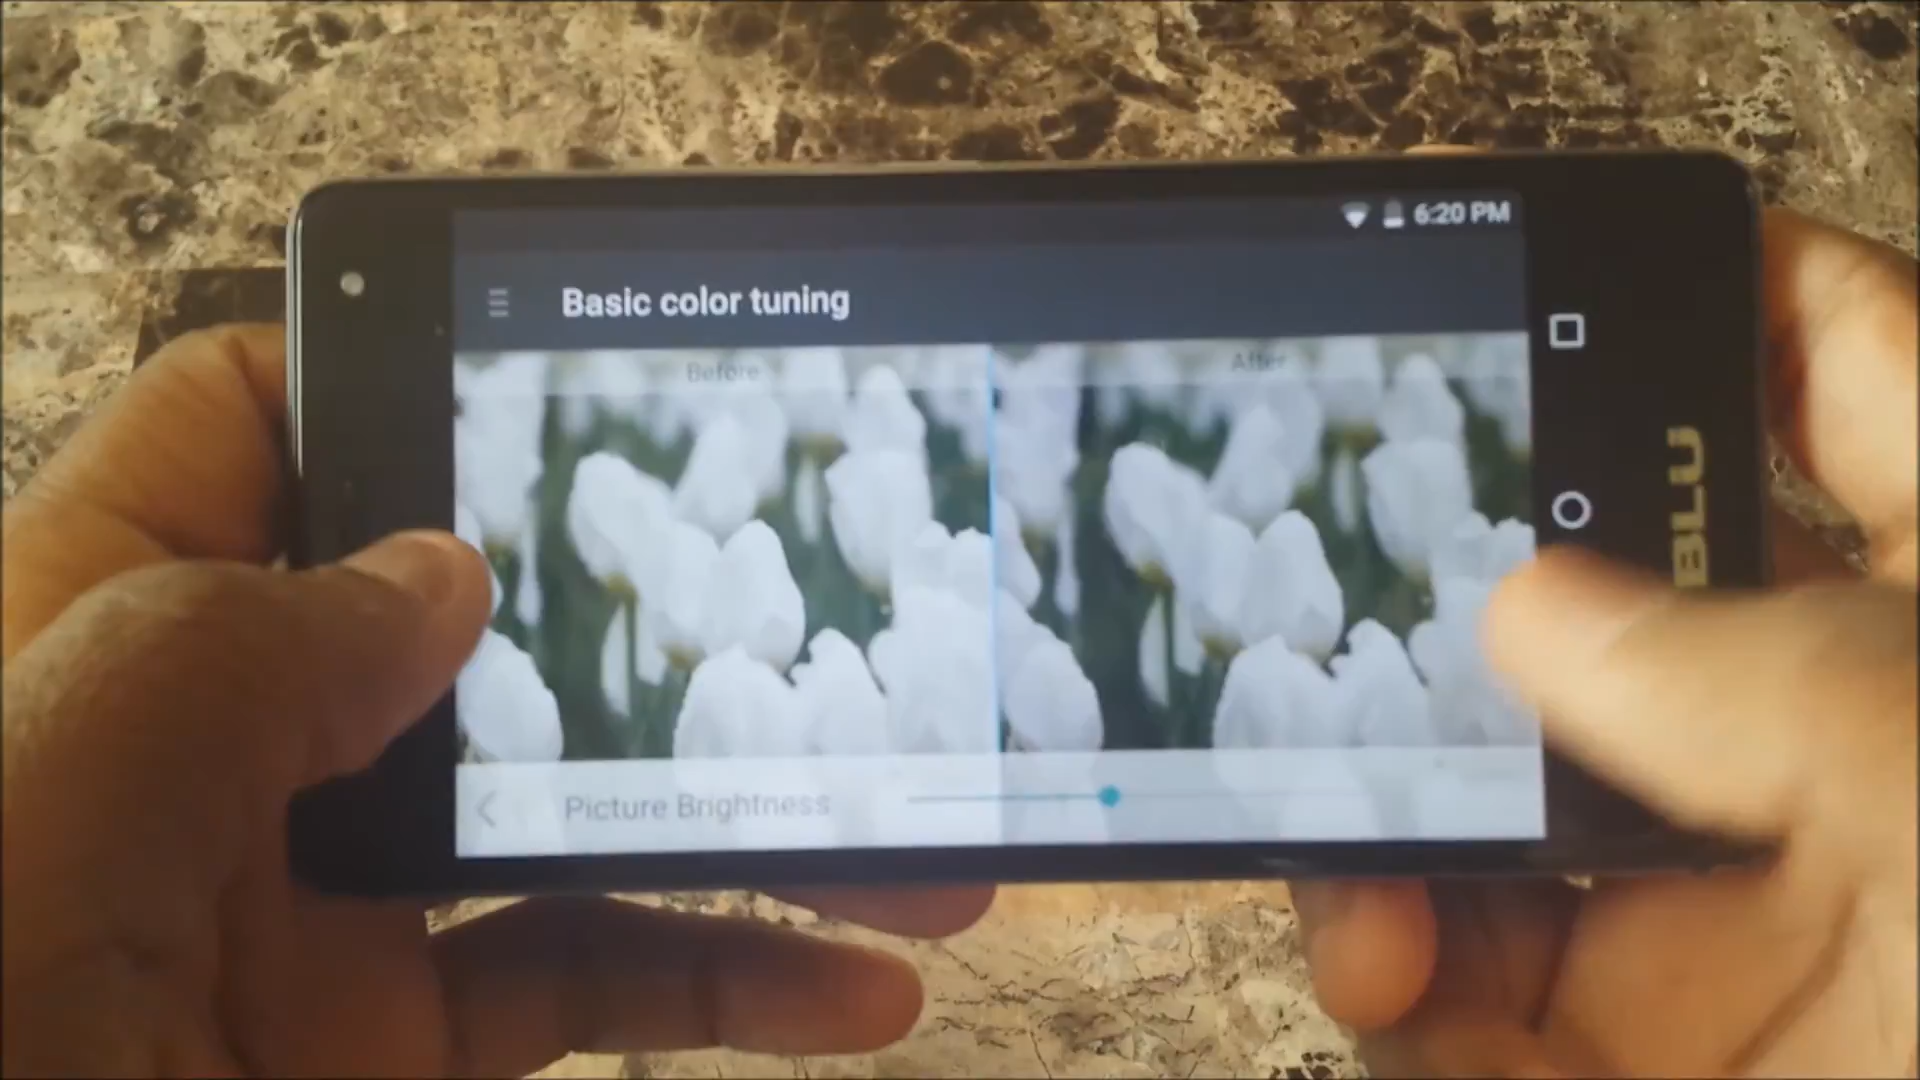 6:20 PM
Basic color tuning
Before
After
Picture Brightness
BLU